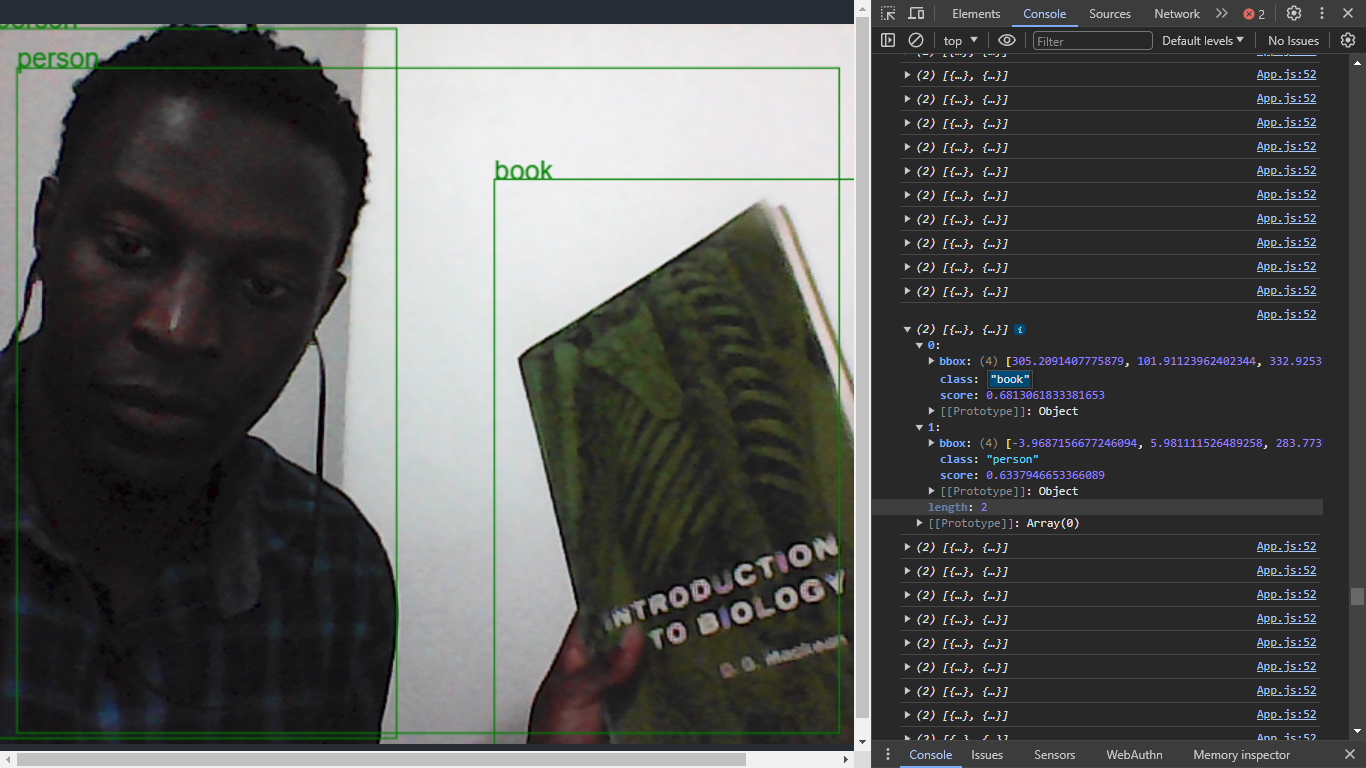 person
person
book
INTRODUCTION
TO BIOLOGY
D. G. Mackean
Elements Console Sources Network 2
top Filter Default levels No Issues
(2) [{…}, {…}] App.js:52
(2) [{…}, {…}] App.js:52
(2) [{…}, {…}] App.js:52
(2) [{…}, {…}] App.js:52
(2) [{…}, {…}] App.js:52
(2) [{…}, {…}] App.js:52
(2) [{…}, {…}] App.js:52
(2) [{…}, {…}] App.js:52
(2) [{…}, {…}] App.js:52
(2) [{…}, {…}] App.js:52
App.js:52
(2) [{…}, {…}] i
0:
bbox: (4) [305.2091407775879, 101.91123962402344, 332.9253
class: "book"
score: 0.6813061833381653
[[Prototype]]: Object
1:
bbox: (4) [-3.9687156677246094, 5.981111526489258, 283.773
class: "person"
score: 0.6337946653366089
[[Prototype]]: Object
length: 2
[[Prototype]]: Array(0)
(2) [{…}, {…}] App.js:52
(2) [{…}, {…}] App.js:52
(2) [{…}, {…}] App.js:52
(2) [{…}, {…}] App.js:52
(2) [{…}, {…}] App.js:52
(2) [{…}, {…}] App.js:52
(2) [{…}, {…}] App.js:52
(2) [{…}, {…}] App.js:52
Console Issues Sensors WebAuthn Memory inspector